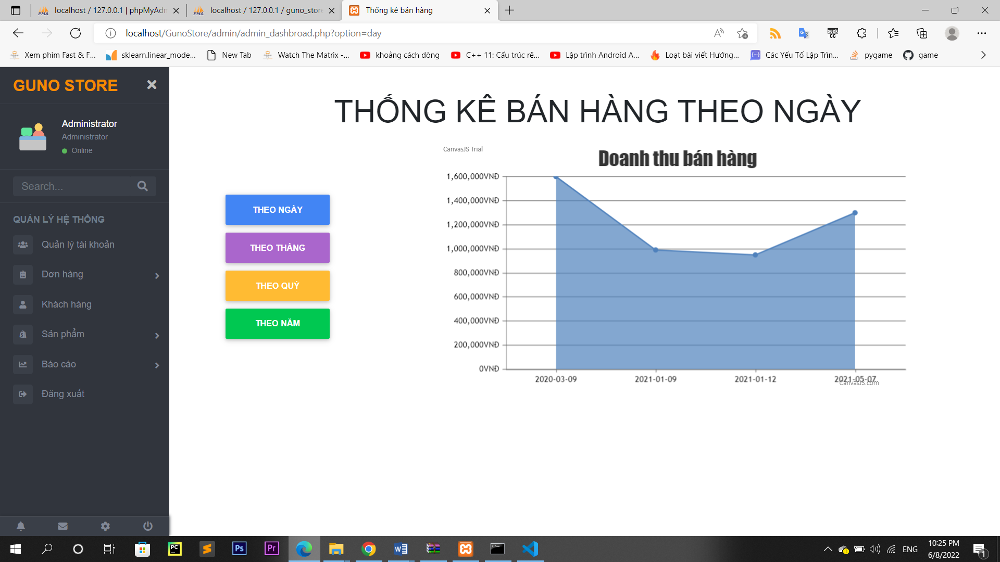 localhost / 127.0.0.1 | phpMyAdm
localhost / 127.0.0.1 / guno_store
Thống kê bán hàng
localhost/GunoStore/admin/admin_dashbroad.php?option=day
Xem phim Fast & F...
sklearn.linear_mode...
New Tab
Watch The Matrix -...
khoảng cách dòng
C++ 11: Cấu trúc rẽ...
Lập trình Android A...
Loạt bài viết Hướng...
Các Yếu Tố Lập Trìn...
pygame
game
GUNO STORE
Administrator
Administrator
Online
Search...
QUẢN LÝ HỆ THỐNG
Quản lý tài khoản
Đơn hàng
Khách hàng
Sản phẩm
Báo cáo
Đăng xuất
THỐNG KÊ BÁN HÀNG THEO NGÀY
THEO NGÀY
THEO THÁNG
THEO QUÝ
THEO NĂM
CanvasJS Trial
Doanh thu bán hàng
1,600,000VNĐ
1,400,000VNĐ
1,200,000VNĐ
1,000,000VNĐ
800,000VNĐ
600,000VNĐ
400,000VNĐ
200,000VNĐ
0VNĐ
2020-03-09
2021-01-09
2021-01-12
2021-05-07
CanvasJS.com
ENG
10:25 PM
6/8/2022
1